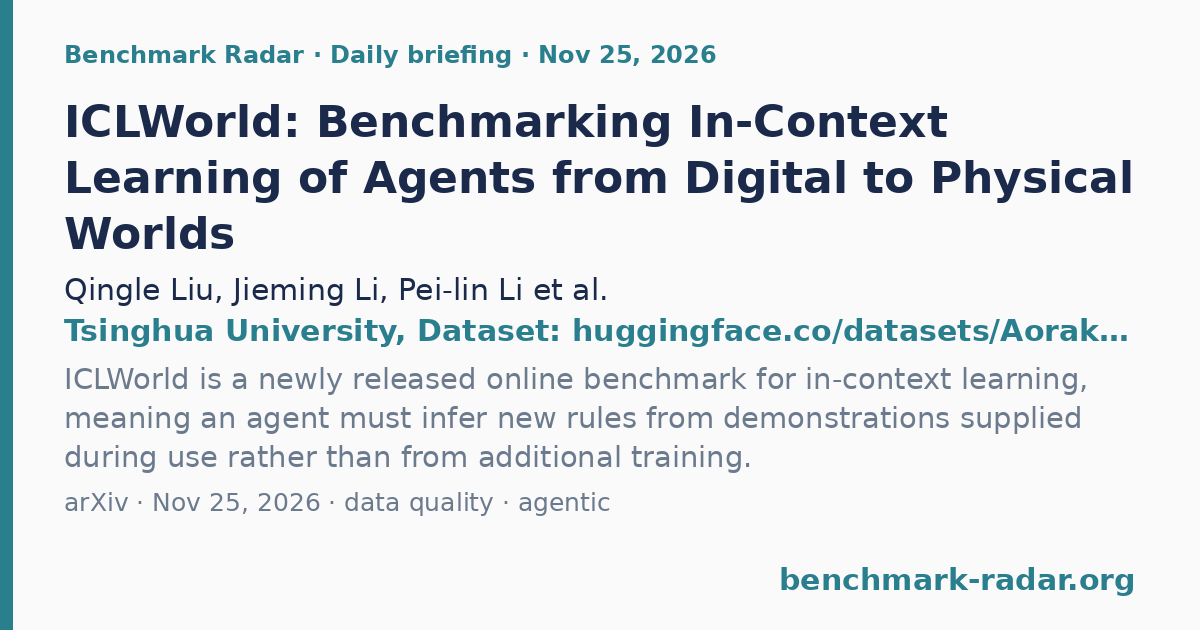 Benchmark Radar · Daily briefing · Nov 25, 2026
ICLWorld: Benchmarking In-Context
Learning of Agents from Digital to Physical
Worlds
Qingle Liu, Jieming Li, Pei-lin Li et al.
Tsinghua University, Dataset: huggingface.co/datasets/Aorak…
ICLWorld is a newly released online benchmark for in-context learning,
meaning an agent must infer new rules from demonstrations supplied
during use rather than from additional training.
arXiv · Nov 25, 2026 · data quality · agentic
benchmark-radar.org